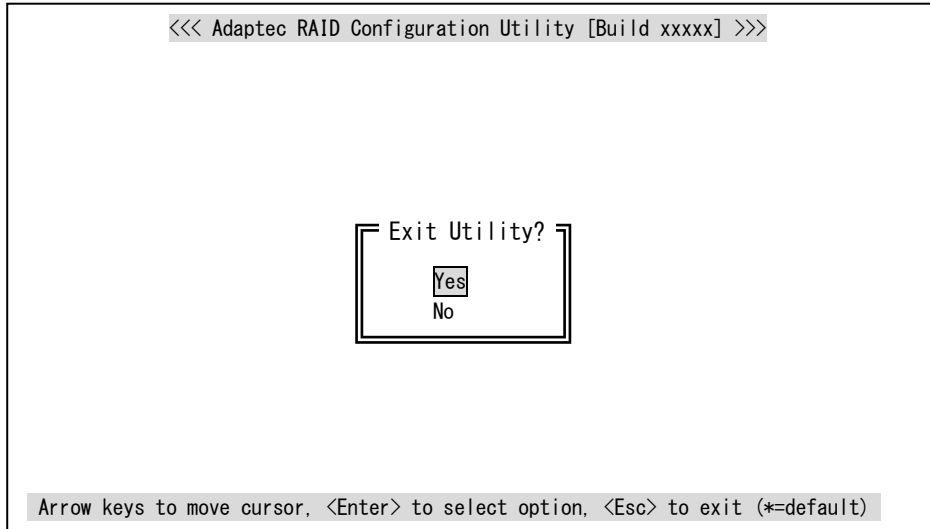 <<< Adaptec RAID Configuration Utility [Build xxxxx] >>>
Exit Utility?
Yes
No
Arrow keys to move cursor, <Enter> to select option, <Esc> to exit (*=default)